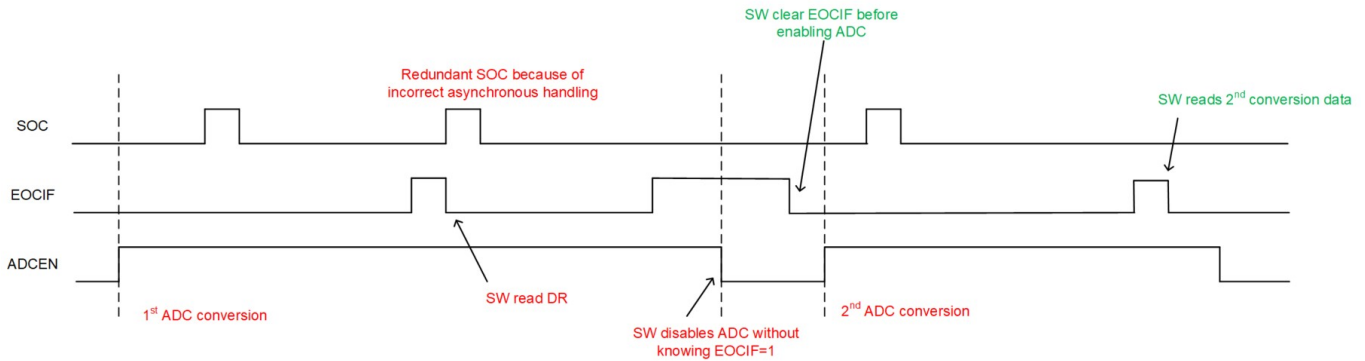 SW clear EOCIF before
enabling ADC
Redundant SOC because of
incorrect asynchronous handling
SW reads 2nd conversion data
SOC
EOCIF
ADCEN
SW read DR
1st ADC conversion
2nd ADC conversion
SW disables ADC without
knowing EOCIF=1